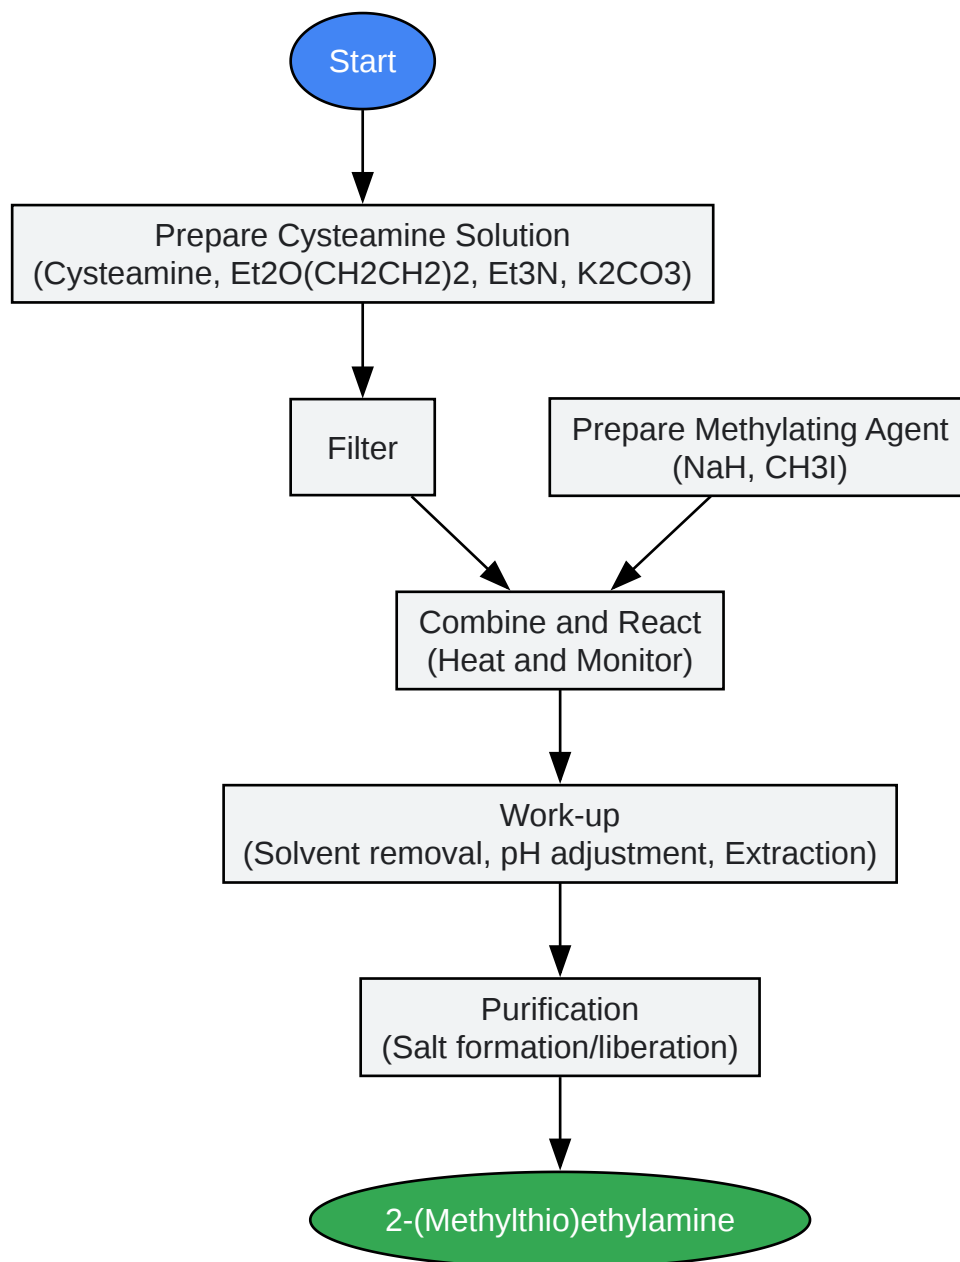 Start
Prepare Cysteamine Solution
(Cysteamine, Et2O(CH2CH2)2, Et3N, K2CO3)
Filter
Prepare Methylating Agent
(NaH, CH3I)
Combine and React
(Heat and Monitor)
Work-up
(Solvent removal, pH adjustment, Extraction)
Purification
(Salt formation/liberation)
2-(Methylthio)ethylamine